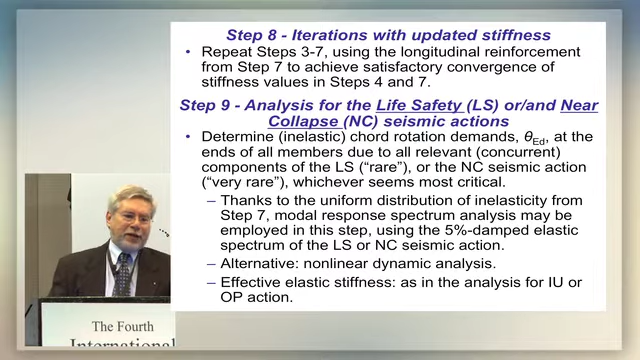 Step 8 - Iterations with updated stiffness
• Repeat Steps 3-7, using the longitudinal reinforcement
from Step 7 to achieve satisfactory convergence of
stiffness values in Steps 4 and 7.
Step 9 - Analysis for the Life Safety (LS) or/and Near
Collapse (NC) seismic actions
• Determine (inelastic) chord rotation demands, θEd, at the
ends of all members due to all relevant (concurrent)
components of the LS (“rare”), or the NC seismic action
(“very rare”), whichever seems most critical.
– Thanks to the uniform distribution of inelasticity from
Step 7, modal response spectrum analysis may be
employed in this step, using the 5%-damped elastic
spectrum of the LS or NC seismic action.
– Alternative: nonlinear dynamic analysis.
– Effective elastic stiffness: as in the analysis for IU or
OP action.
The Fourth
International